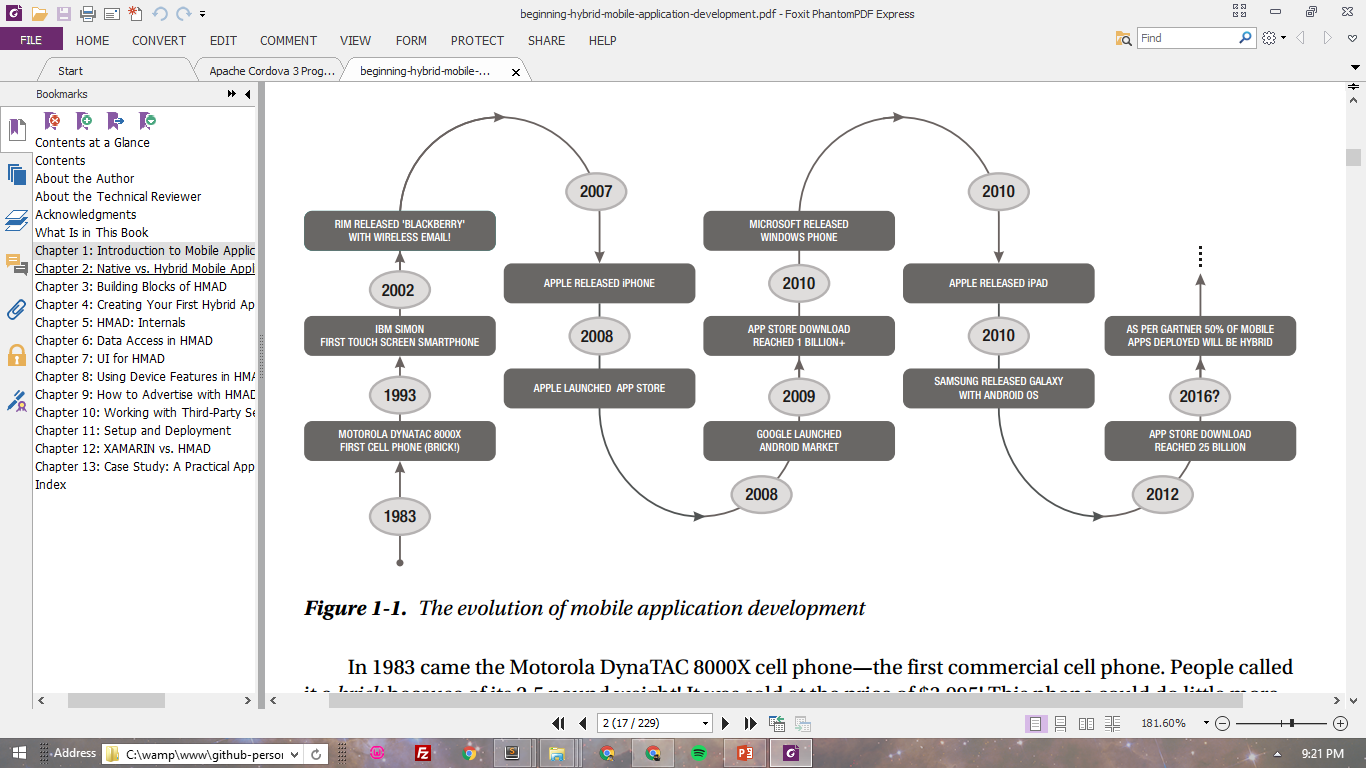 beginning-hybrid-mobile-application-development.pdf - Foxit PhantomPDF Express
FILE HOME CONVERT EDIT COMMENT VIEW FORM PROTECT SHARE HELP
Find
Start
Apache Cordova 3 Prog...
beginning-hybrid-mobile-...
Bookmarks
Contents at a Glance
Contents
About the Author
About the Technical Reviewer
Acknowledgments
What Is in This Book
Chapter 1: Introduction to Mobile Applic
Chapter 2: Native vs. Hybrid Mobile Appl
Chapter 3: Building Blocks of HMAD
Chapter 4: Creating Your First Hybrid Ap
Chapter 5: HMAD: Internals
Chapter 6: Data Access in HMAD
Chapter 7: UI for HMAD
Chapter 8: Using Device Features in HMA
Chapter 9: How to Advertise with HMAD
Chapter 10: Working with Third-Party Se
Chapter 11: Setup and Deployment
Chapter 12: XAMARIN vs. HMAD
Chapter 13: Case Study: A Practical App
Index
1983
MOTOROLA DYNATAC 8000X
FIRST CELL PHONE (BRICK!)
1993
IBM SIMON
FIRST TOUCH SCREEN SMARTPHONE
2002
RIM RELEASED 'BLACKBERRY'
WITH WIRELESS EMAIL!
2007
APPLE RELEASED iPHONE
2008
APPLE LAUNCHED APP STORE
2008
GOOGLE LAUNCHED
ANDROID MARKET
2009
APP STORE DOWNLOAD
REACHED 1 BILLION+
2010
MICROSOFT RELEASED
WINDOWS PHONE
2010
APPLE RELEASED iPAD
2010
SAMSUNG RELEASED GALAXY
WITH ANDROID OS
2012
APP STORE DOWNLOAD
REACHED 25 BILLION
2016?
AS PER GARTNER 50% OF MOBILE
APPS DEPLOYED WILL BE HYBRID
Figure 1-1. The evolution of mobile application development
In 1983 came the Motorola DynaTAC 8000X cell phone—the first commercial cell phone. People called
2 (17 / 229)
181.60%
Address C:\wamp\www\github-perso
9:21 PM